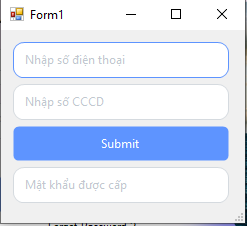 Form1
Nhập số điện thoại
Nhập số CCCD
Submit
Mật khẩu được cấp